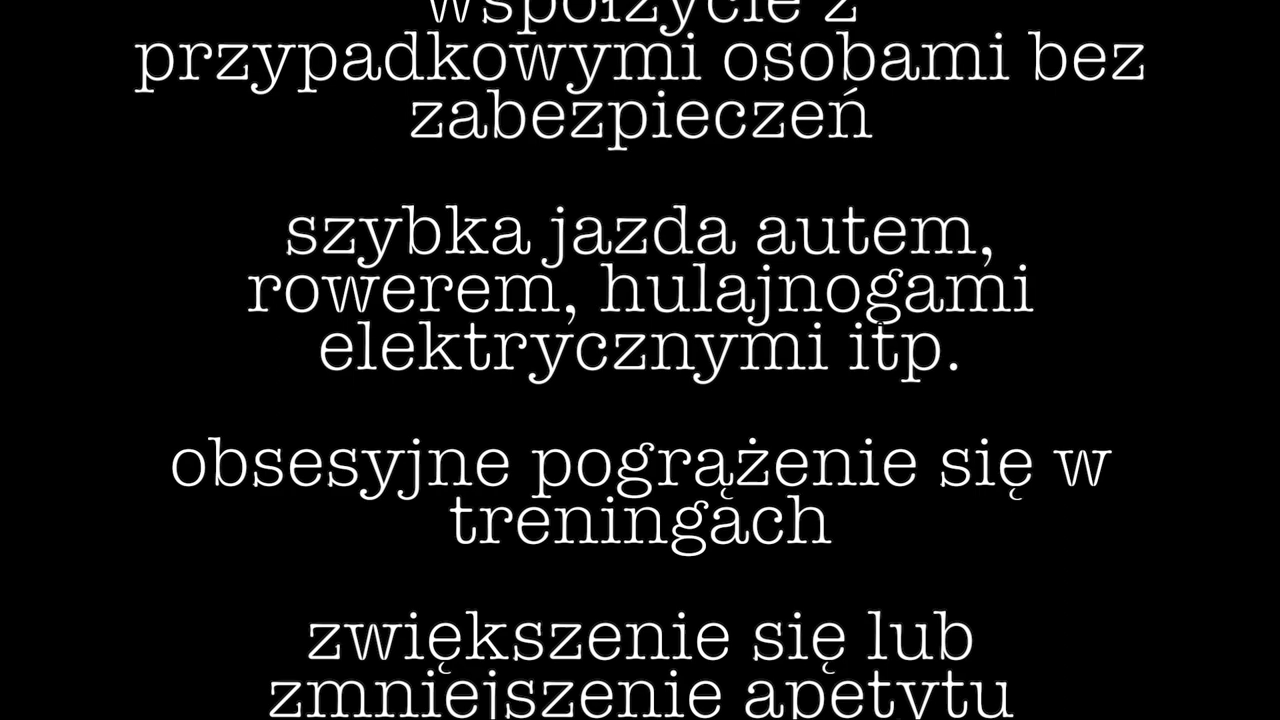 współżycie z
przypadkowymi osobami bez
zabezpieczeń
szybka jazda autem,
rowerem, hulajnogami
elektrycznymi itp.
obsesyjne pogrążenie się w
treningach
zwiększenie się lub
zmniejszenie apetytu